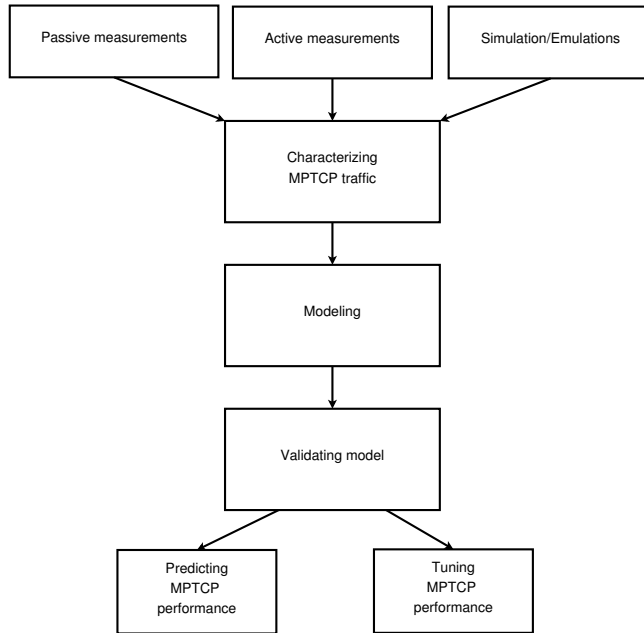 Passive measurements
Active measurements
Simulation/Emulations
Characterizing
MPTCP traffic
Modeling
Validating model
Predicting
MPTCP
performance
Tuning
MPTCP
performance